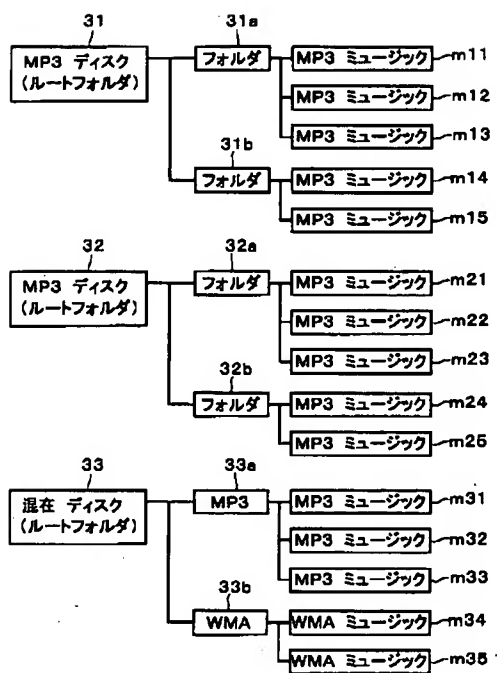 31
31a
MP3 ディスク
(ルートフォルダ)
フォルダ
MP3 ミュージック
m11
MP3 ミュージック
m12
MP3 ミュージック
m13
31b
フォルダ
MP3 ミュージック
m14
MP3 ミュージック
m15
32
32a
MP3 ディスク
(ルートフォルダ)
フォルダ
MP3 ミュージック
m21
MP3 ミュージック
m22
MP3 ミュージック
m23
32b
フォルダ
MP3 ミュージック
m24
MP3 ミュージック
m25
33
33a
混在 ディスク
(ルートフォルダ)
MP3
MP3 ミュージック
m31
MP3 ミュージック
m32
MP3 ミュージック
m33
33b
WMA
WMA ミュージック
m34
WMA ミュージック
m35